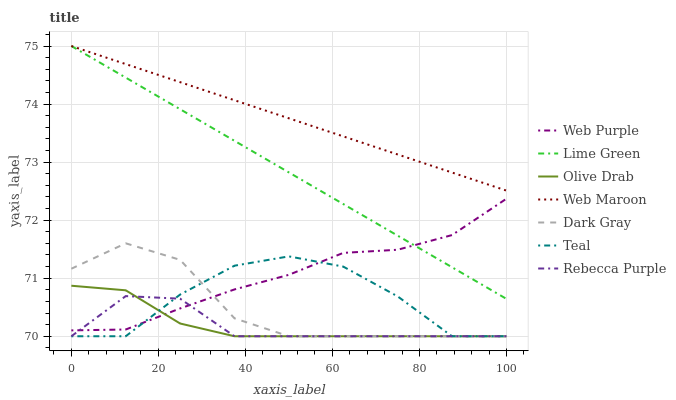 title
yaxis_label
75
74
73
72
71
70
0
20
40
60
80
100
xaxis_label
Web Purple
Lime Green
Olive Drab
Web Maroon
Dark Gray
Teal
Rebecca Purple